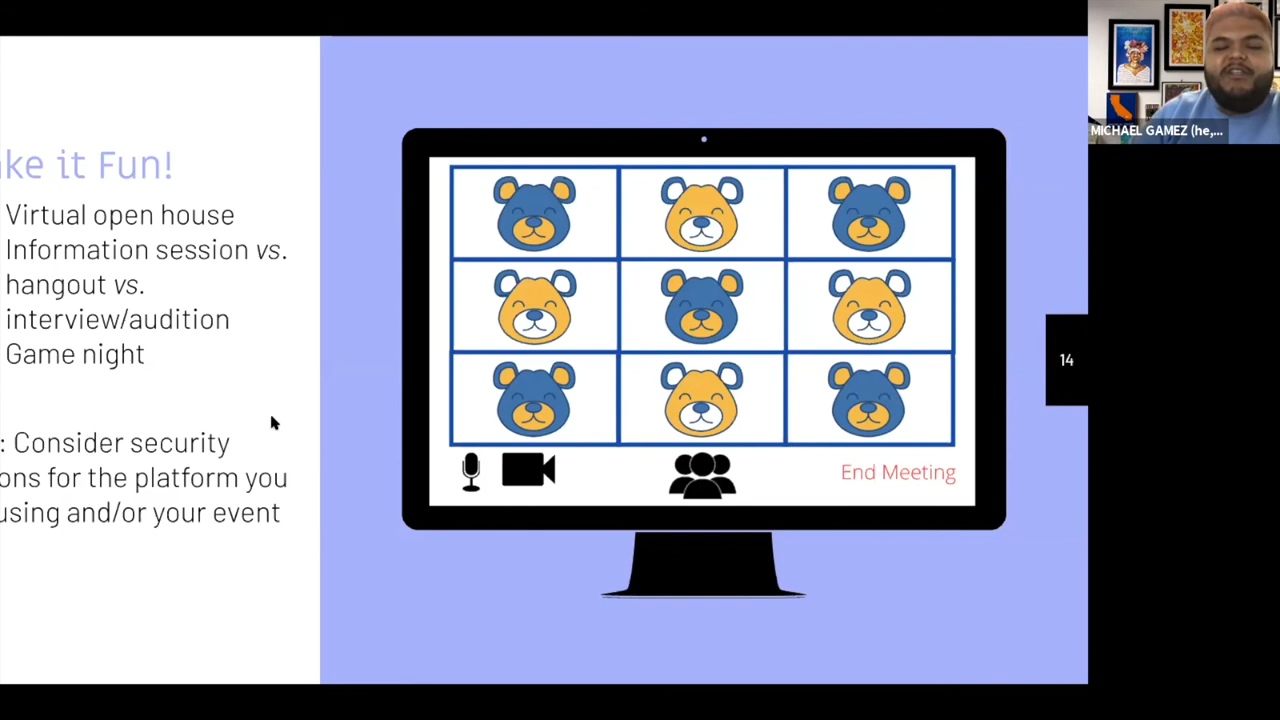 ke it Fun!
Virtual open house
Information session vs.
hangout vs.
interview/audition
Game night
: Consider security
ons for the platform you
using and/or your event
End Meeting
14
MICHAEL GAMEZ (he,...